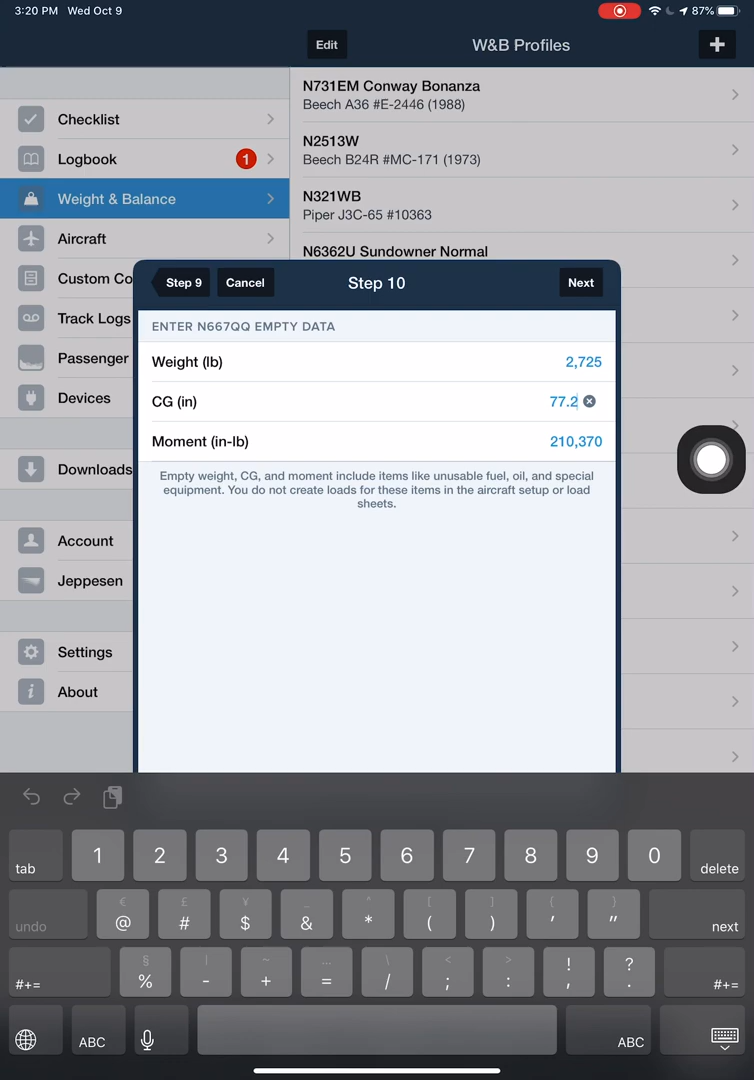 3:20 PM Wed Oct 9
87%
Edit
W&B Profiles
+
Checklist
Logbook
1
Weight & Balance
Aircraft
Custom Co
Track Logs
Passenger
Devices
Downloads
Account
Jeppesen
Settings
About
N731EM Conway Bonanza
Beech A36 #E-2446 (1988)
N2513W
Beech B24R #MC-171 (1973)
N321WB
Piper J3C-65 #10363
N6362U Sundowner Normal
Step 9
Cancel
Step 10
Next
ENTER N667QQ EMPTY DATA
Weight (lb)
2,725
CG (in)
77.2
Moment (in-lb)
210,370
Empty weight, CG, and moment include items like unusable fuel, oil, and special
equipment. You do not create loads for these items in the aircraft setup or load
sheets.
tab
1 2 3 4 5 6 7 8 9 0
delete
undo
€ £ ¥ _ ^ [ ] { }
@ # $ & * ( ) ' "
next
#+=
§ | ~ … \ < >
% - + = / ; : ! , ? .
#+=
ABC
ABC